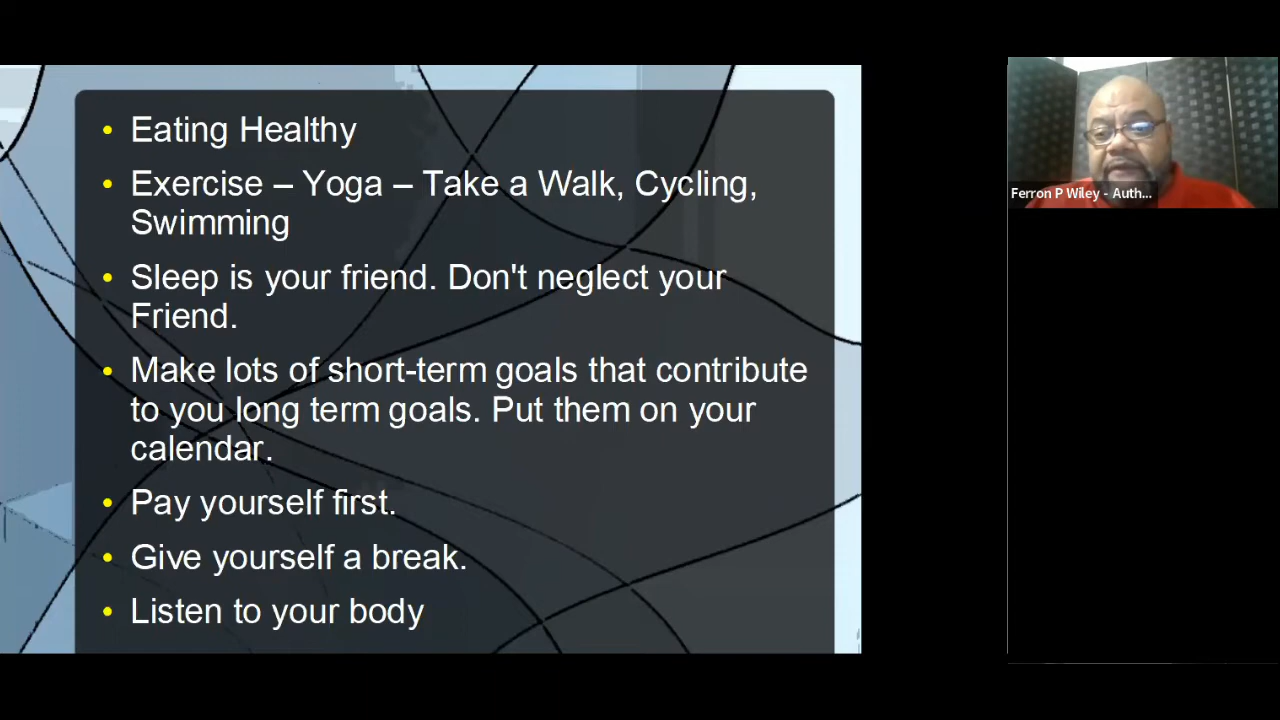 Eating Healthy
Exercise – Yoga – Take a Walk, Cycling,
Swimming
Sleep is your friend. Don't neglect your
Friend.
Make lots of short-term goals that contribute
to you long term goals. Put them on your
calendar.
Pay yourself first.
Give yourself a break.
Listen to your body
Ferron P Wiley - Auth...